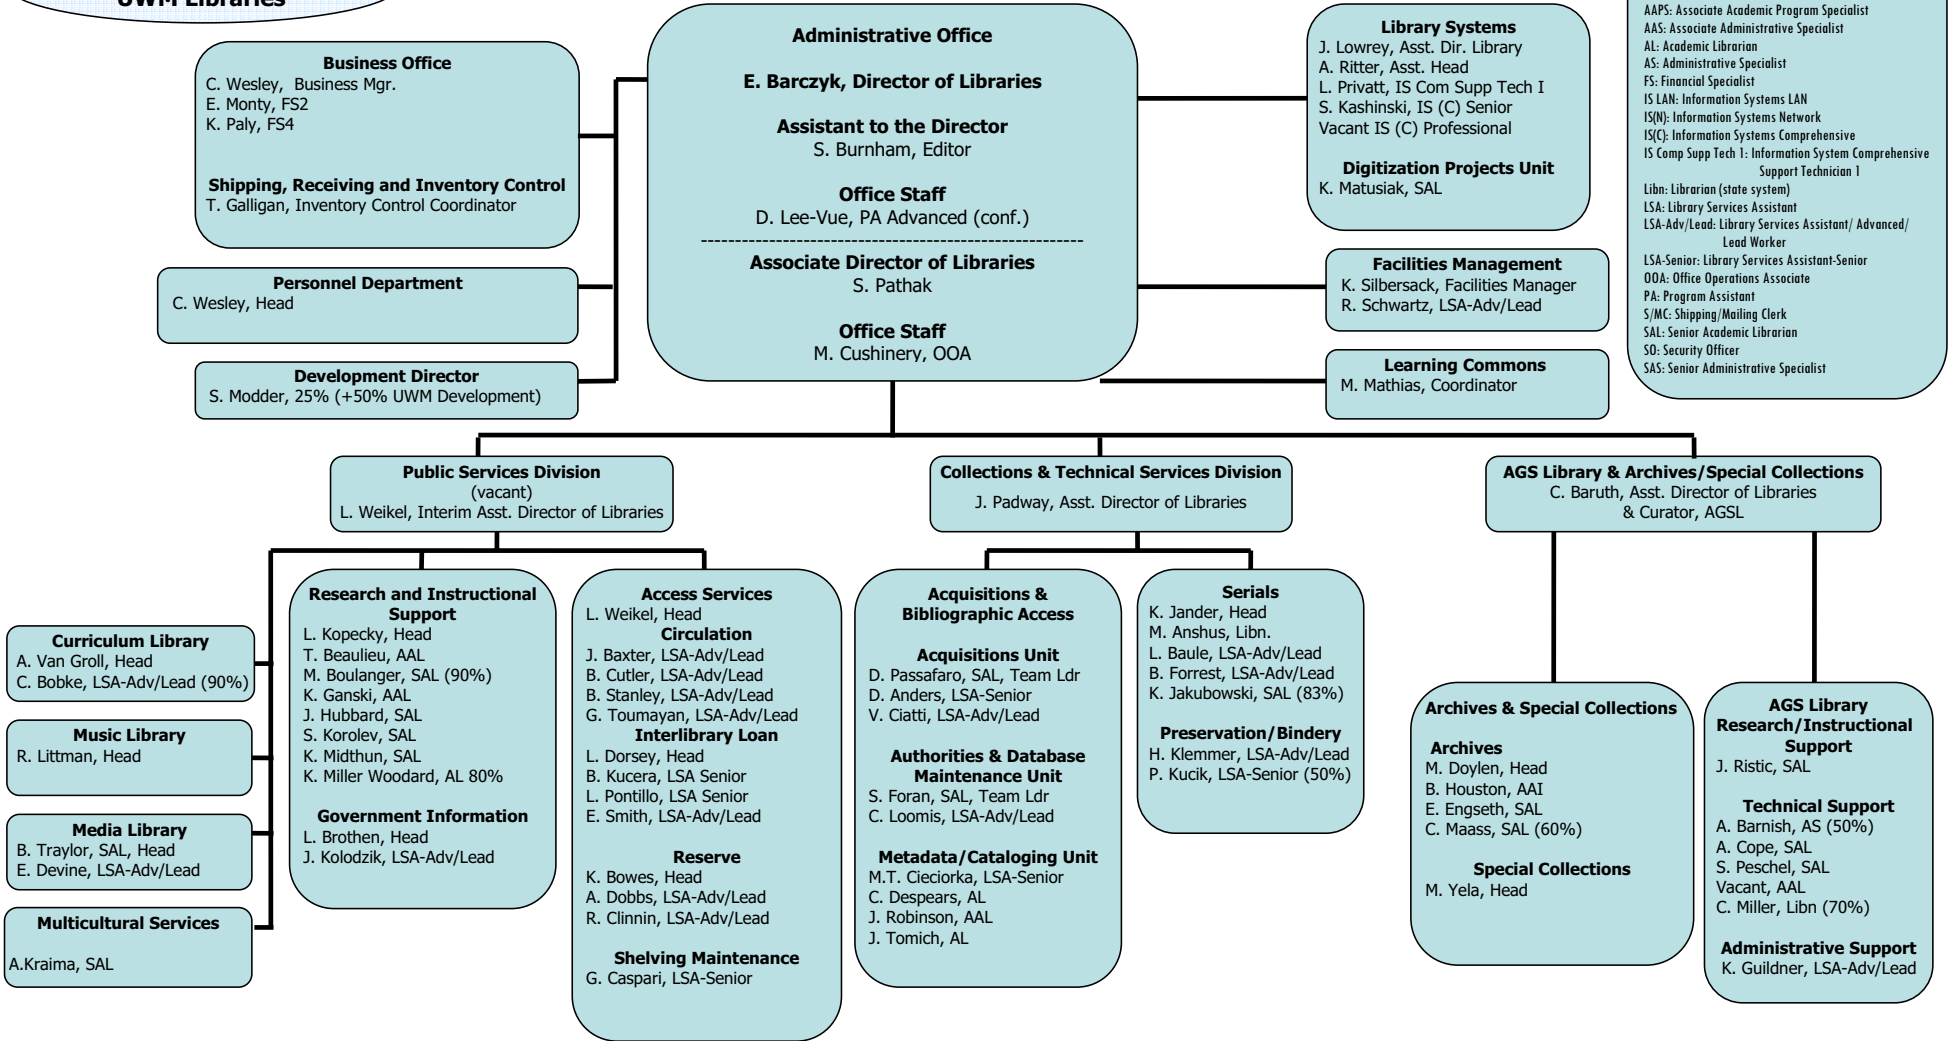 UWM Libraries
Business Office
C. Wesley, Business Mgr.
E. Monty, FS2
K. Paly, FS4
Shipping, Receiving and Inventory Control
T. Galligan, Inventory Control Coordinator
Personnel Department
C. Wesley, Head
Development Director
S. Modder, 25% (+50% UWM Development)
Administrative Office
E. Barczyk, Director of Libraries
Assistant to the Director
S. Burnham, Editor
Office Staff
D. Lee-Vue, PA Advanced (conf.)
--------------------------------------------------------
Associate Director of Libraries
S. Pathak
Office Staff
M. Cushinery, OOA
Library Systems
J. Lowrey, Asst. Dir. Library
A. Ritter, Asst. Head
L. Privatt, IS Com Supp Tech I
S. Kashinski, IS (C) Senior
Vacant IS (C) Professional
Digitization Projects Unit
K. Matusiak, SAL
Facilities Management
K. Silbersack, Facilities Manager
R. Schwartz, LSA-Adv/Lead
Learning Commons
M. Mathias, Coordinator
AAPS: Associate Academic Program Specialist
AAS: Associate Administrative Specialist
AL: Academic Librarian
AS: Administrative Specialist
FS: Financial Specialist
IS LAN: Information Systems LAN
IS(N): Information Systems Network
IS(C): Information Systems Comprehensive
IS Comp Supp Tech 1: Information System Comprehensive
Support Technician 1
Libn: Librarian (state system)
LSA: Library Services Assistant
LSA-Adv/Lead: Library Services Assistant/ Advanced/
Lead Worker
LSA-Senior: Library Services Assistant-Senior
OOA: Office Operations Associate
PA: Program Assistant
S/MC: Shipping/Mailing Clerk
SAL: Senior Academic Librarian
SO: Security Officer
SAS: Senior Administrative Specialist
Public Services Division
(vacant)
L. Weikel, Interim Asst. Director of Libraries
Collections & Technical Services Division
J. Padway, Asst. Director of Libraries
AGS Library & Archives/Special Collections
C. Baruth, Asst. Director of Libraries
& Curator, AGSL
Curriculum Library
A. Van Groll, Head
C. Bobke, LSA-Adv/Lead (90%)
Music Library
R. Littman, Head
Media Library
B. Traylor, SAL, Head
E. Devine, LSA-Adv/Lead
Multicultural Services
A.Kraima, SAL
Research and Instructional
Support
L. Kopecky, Head
T. Beaulieu, AAL
M. Boulanger, SAL (90%)
K. Ganski, AAL
J. Hubbard, SAL
S. Korolev, SAL
K. Midthun, SAL
K. Miller Woodard, AL 80%
Government Information
L. Brothen, Head
J. Kolodzik, LSA-Adv/Lead
Access Services
L. Weikel, Head
Circulation
J. Baxter, LSA-Adv/Lead
B. Cutler, LSA-Adv/Lead
B. Stanley, LSA-Adv/Lead
G. Toumayan, LSA-Adv/Lead
Interlibrary Loan
L. Dorsey, Head
B. Kucera, LSA Senior
L. Pontillo, LSA Senior
E. Smith, LSA-Adv/Lead
Reserve
K. Bowes, Head
A. Dobbs, LSA-Adv/Lead
R. Clinnin, LSA-Adv/Lead
Shelving Maintenance
G. Caspari, LSA-Senior
Acquisitions &
Bibliographic Access
Acquisitions Unit
D. Passafaro, SAL, Team Ldr
D. Anders, LSA-Senior
V. Ciatti, LSA-Adv/Lead
Authorities & Database
Maintenance Unit
S. Foran, SAL, Team Ldr
C. Loomis, LSA-Adv/Lead
Metadata/Cataloging Unit
M.T. Cieciorka, LSA-Senior
C. Despears, AL
J. Robinson, AAL
J. Tomich, AL
Serials
K. Jander, Head
M. Anshus, Libn.
L. Baule, LSA-Adv/Lead
B. Forrest, LSA-Adv/Lead
K. Jakubowski, SAL (83%)
Preservation/Bindery
H. Klemmer, LSA-Adv/Lead
P. Kucik, LSA-Senior (50%)
Archives & Special Collections
Archives
M. Doylen, Head
B. Houston, AAI
E. Engseth, SAL
C. Maass, SAL (60%)
Special Collections
M. Yela, Head
AGS Library
Research/Instructional
Support
J. Ristic, SAL
Technical Support
A. Barnish, AS (50%)
A. Cope, SAL
S. Peschel, SAL
Vacant, AAL
C. Miller, Libn (70%)
Administrative Support
K. Guildner, LSA-Adv/Lead